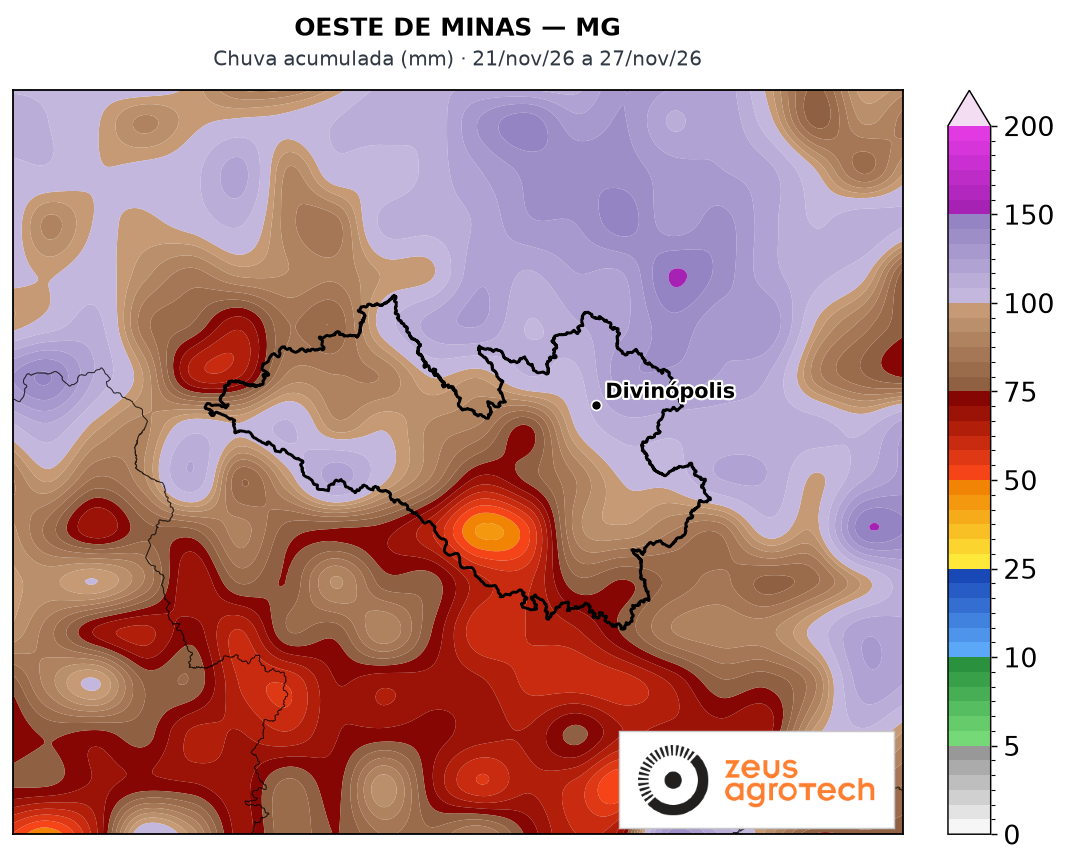 OESTE DE MINAS — MG
Chuva acumulada (mm) · 21/nov/26 a 27/nov/26
Divinópolis
200
150
100
75
50
25
10
5
0
zeus
agroTech